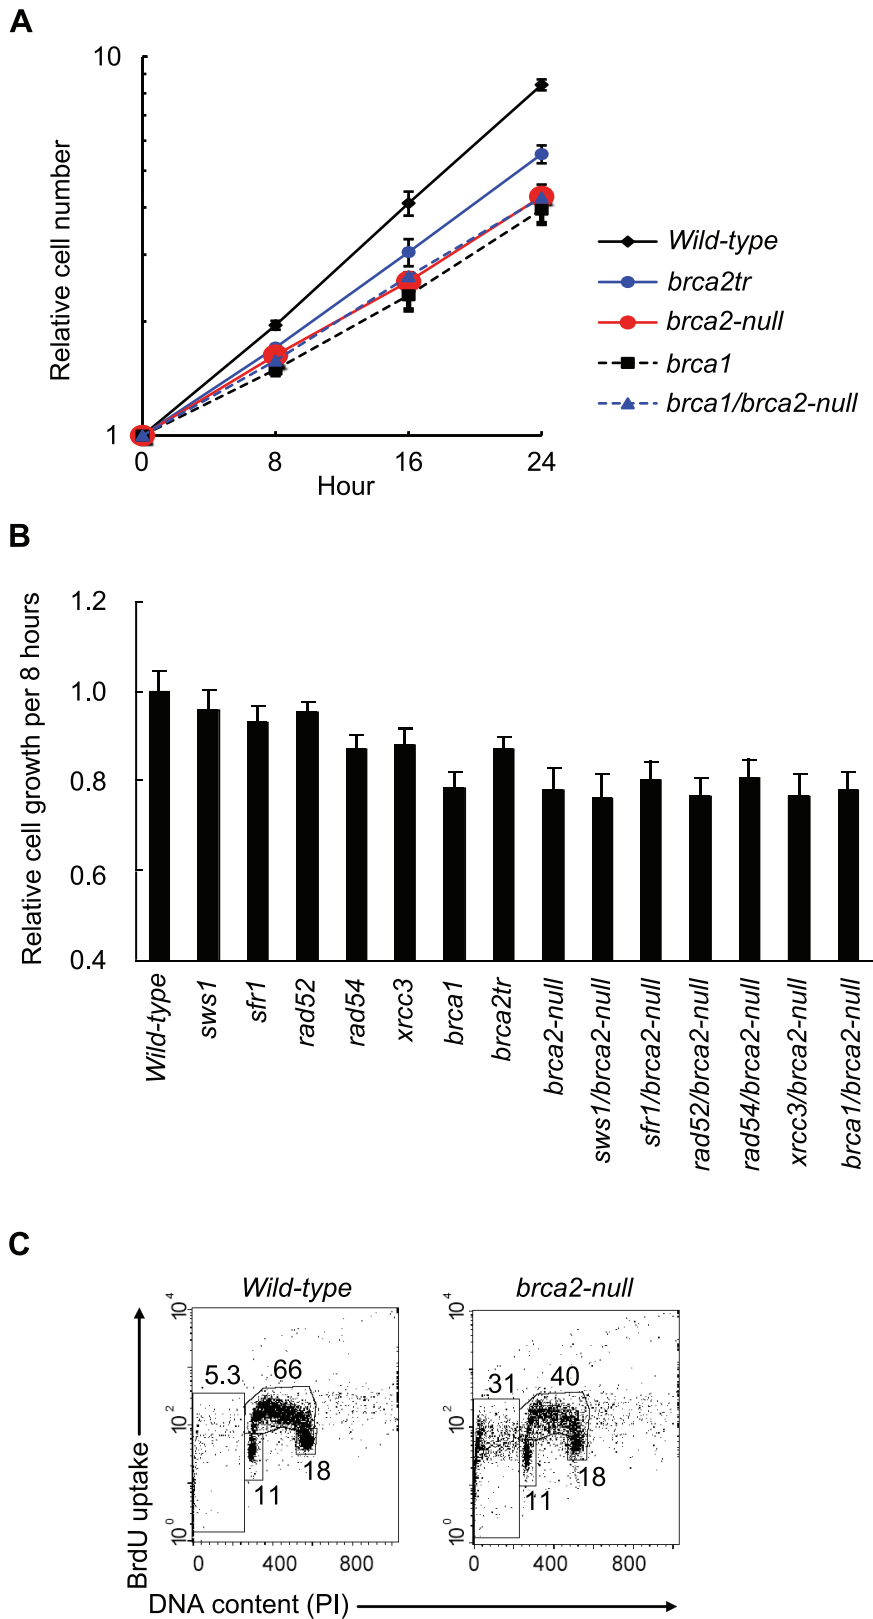 A
10
1
Relative cell number
0 8 16 24
Hour
Wild-type
brca2tr
brca2-null
brca1
brca1/brca2-null
B
Relative cell growth per 8 hours
1.2
1.0
0.8
0.6
0.4
Wild-type
sws1
sfr1
rad52
rad54
xrcc3
brca1
brca2tr
brca2-null
sws1/brca2-null
sfr1/brca2-null
rad52/brca2-null
rad54/brca2-null
xrcc3/brca2-null
brca1/brca2-null
C
Wild-type
brca2-null
BrdU uptake
10⁴
10²
10⁰
5.3 66
11 18
0 400 800
10⁴
10²
10⁰
31 40
11 18
0 400 800
DNA content (PI)